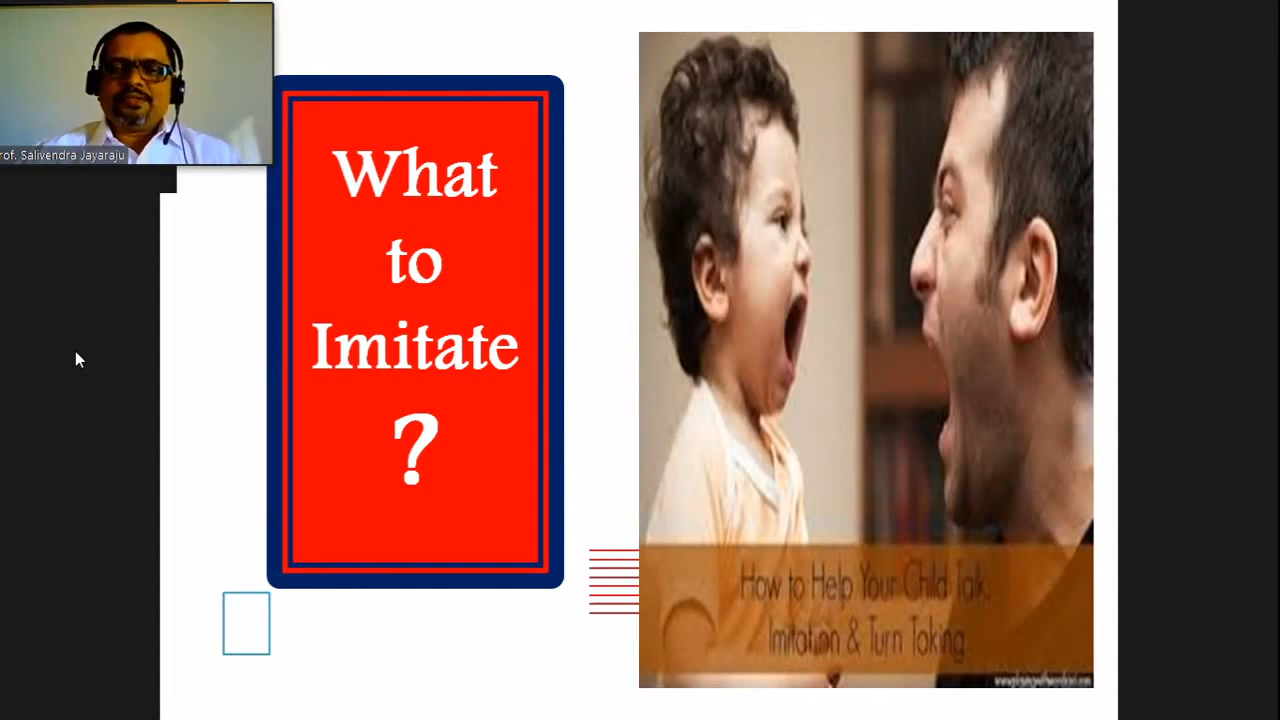 rof. Salivendra Jayaraju
What
to
Imitate
?
How to Help Your Child Talk:
Imitation & Turn Taking